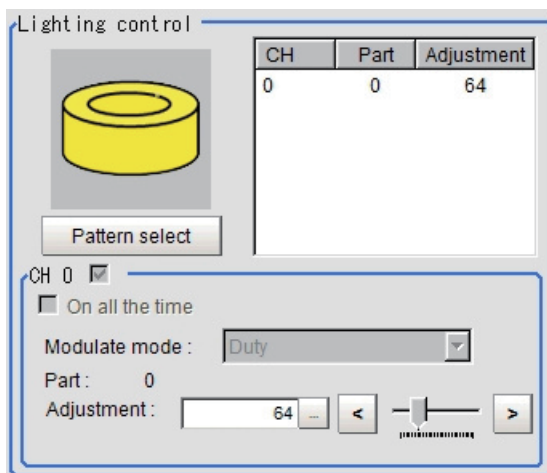 Lighting control
CH Part Adjustment
0 0 64
Pattern select
CH 0
On all the time
Modulate mode : Duty
Part : 0
Adjustment : 64 ... < >